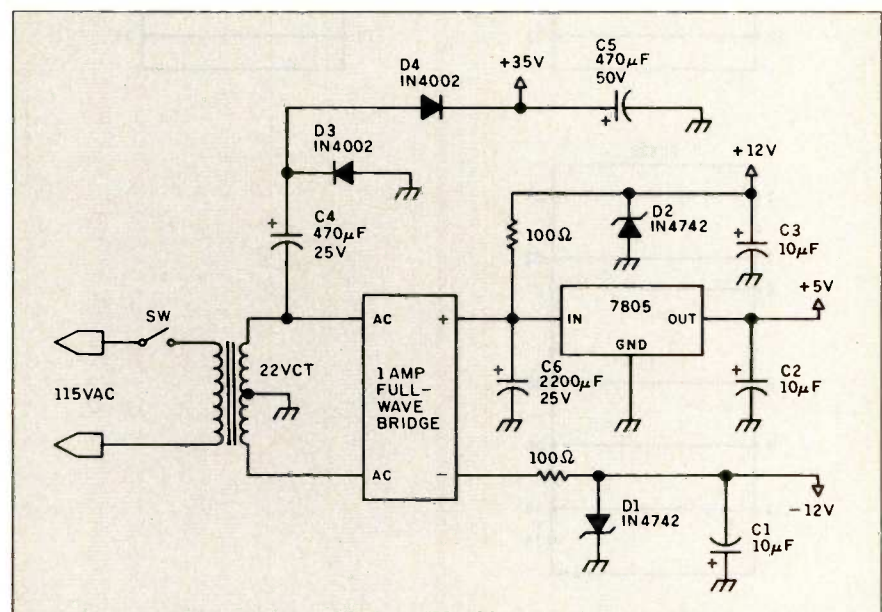 C5
470µF
50V
D4
IN4002
+35V
+
D3
IN4002
+12V
+
C4
470µF
25V
100Ω
D2
IN4742
+
C3
10µF
+5V
7805
IN
OUT
GND
SW
115VAC
22VCT
AC
+
1 AMP
FULL-
WAVE
BRIDGE
AC
−
+
C6
2200µF
25V
+
C2
10µF
100Ω
D1
IN4742
−12V
C1
10µF
+